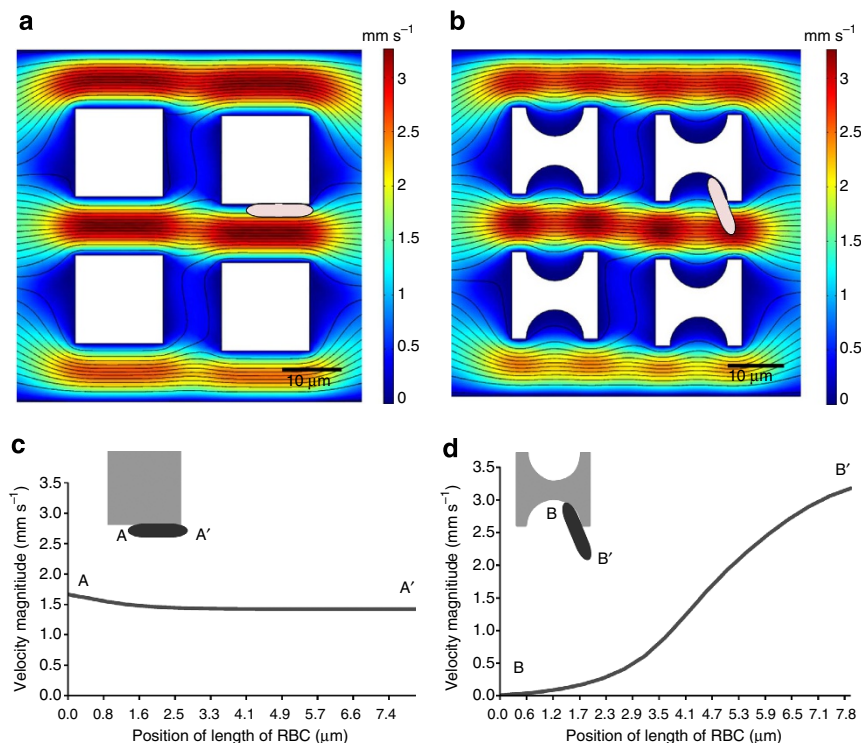 a
mm s⁻¹
3
2.5
2
1.5
1
0.5
0
10 μm
b
mm s⁻¹
3
2.5
2
1.5
1
0.5
0
10 μm
c
Velocity magnitiude (mm s⁻¹)
3.5
3.0
2.5
2.0
1.5
1.0
0.5
0.0
A
A′
A
A′
0.0 0.8 1.6 2.5 3.3 4.1 4.9 5.7 6.6 7.4
Position of length of RBC (μm)
d
Velocity magnitude (mm s⁻¹)
3.5
3.0
2.5
2.0
1.5
1.0
0.5
0.0
B
B′
B
B′
0.0 0.6 1.2 1.7 2.3 2.9 3.5 4.1 4.7 5.3 5.9 6.5 7.1 7.8
Position of length of RBC (μm)